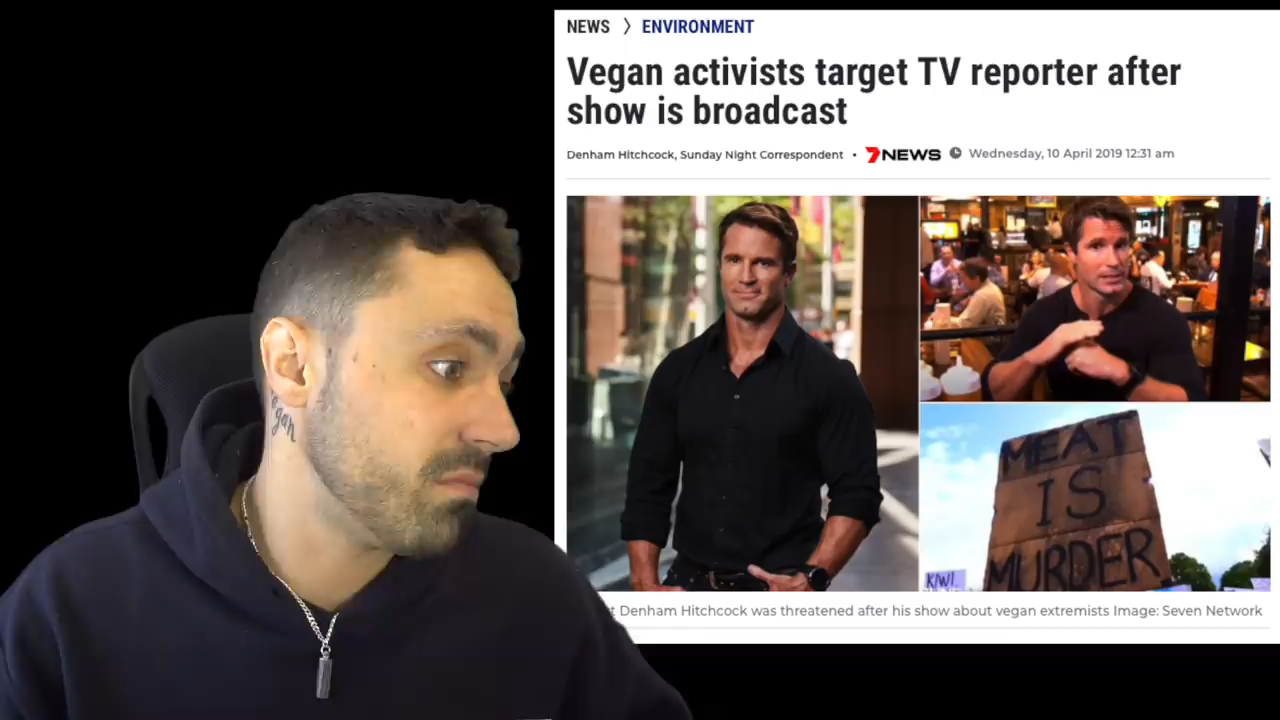 NEWS > ENVIRONMENT
Vegan activists target TV reporter after
show is broadcast
Denham Hitchcock, Sunday Night Correspondent • 7NEWS Wednesday, 10 April 2019 12:31 am
MEAT
IS
MURDER
KIWI
Denham Hitchcock was threatened after his show about vegan extremists Image: Seven Network